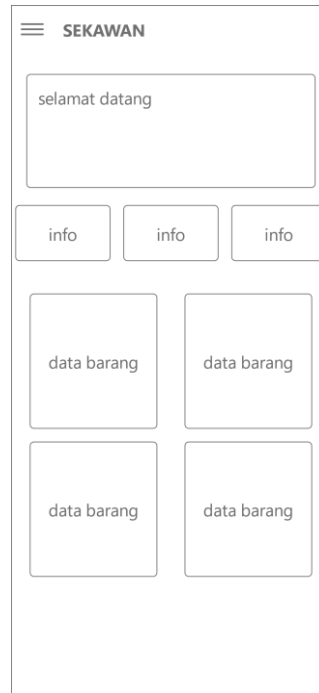 SEKAWAN
selamat datang
info info info
data barang data barang
data barang data barang